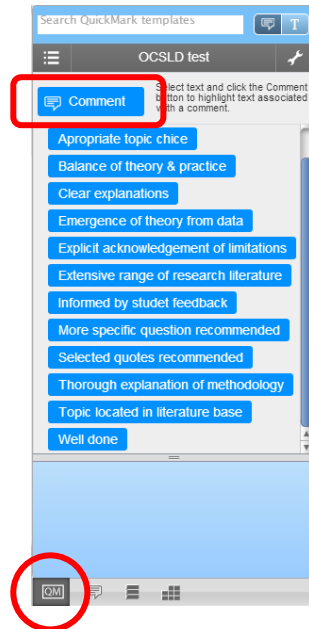 Search QuickMark templates
T
OCSLD test
Comment
Select text and click the Comment
button to highlight text associated
with a comment.
Apropriate topic chice
Balance of theory & practice
Clear explanations
Emergence of theory from data
Explicit acknowledgement of limitations
Extensive range of research literature
Informed by studet feedback
More specific question recommended
Selected quotes recommended
Thorough explanation of methodology
Topic located in literature base
Well done
QM